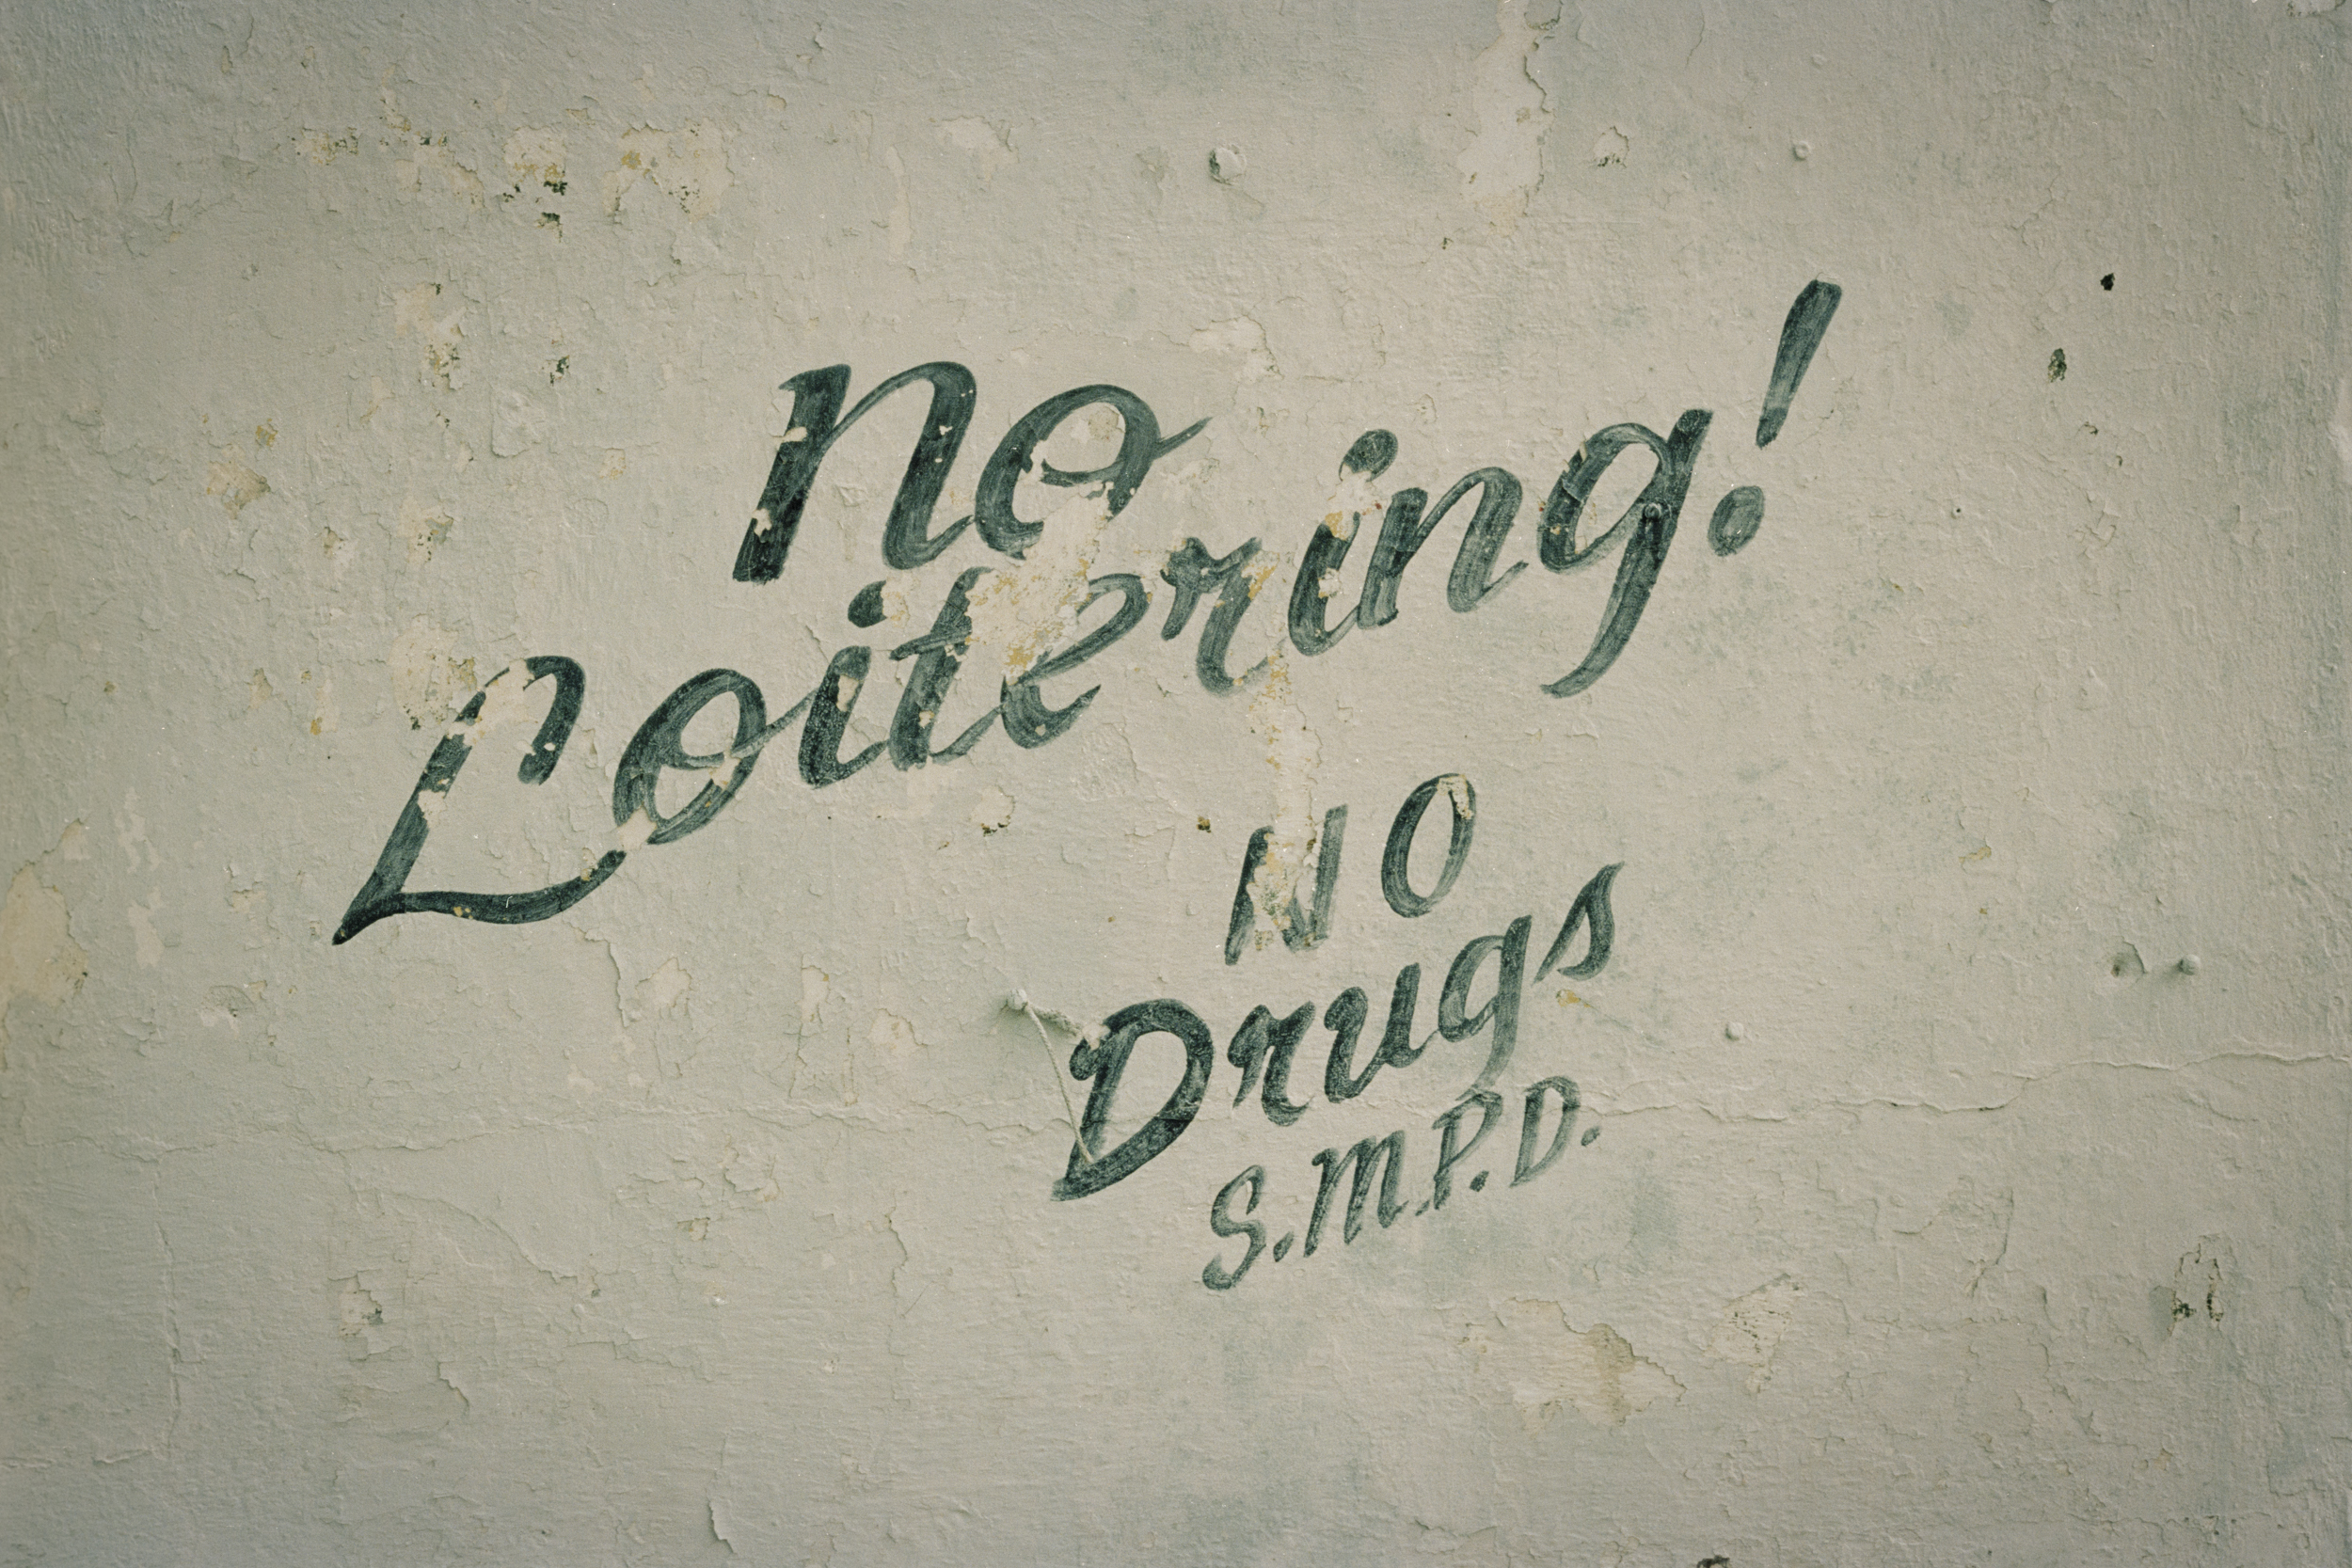 No
Loitering!
NO
Drugs
S.M.P.D.